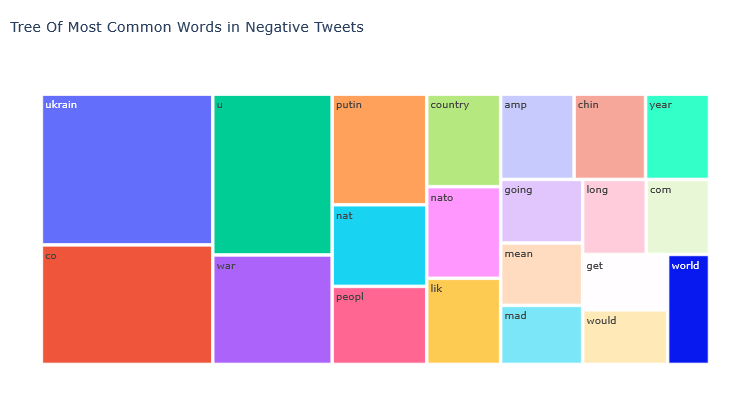 Tree Of Most Common Words in Negative Tweets
ukrain
u
putin
country
amp
chin
year
going
long
com
nato
nat
mean
get
world
co
war
peopl
lik
mad
would